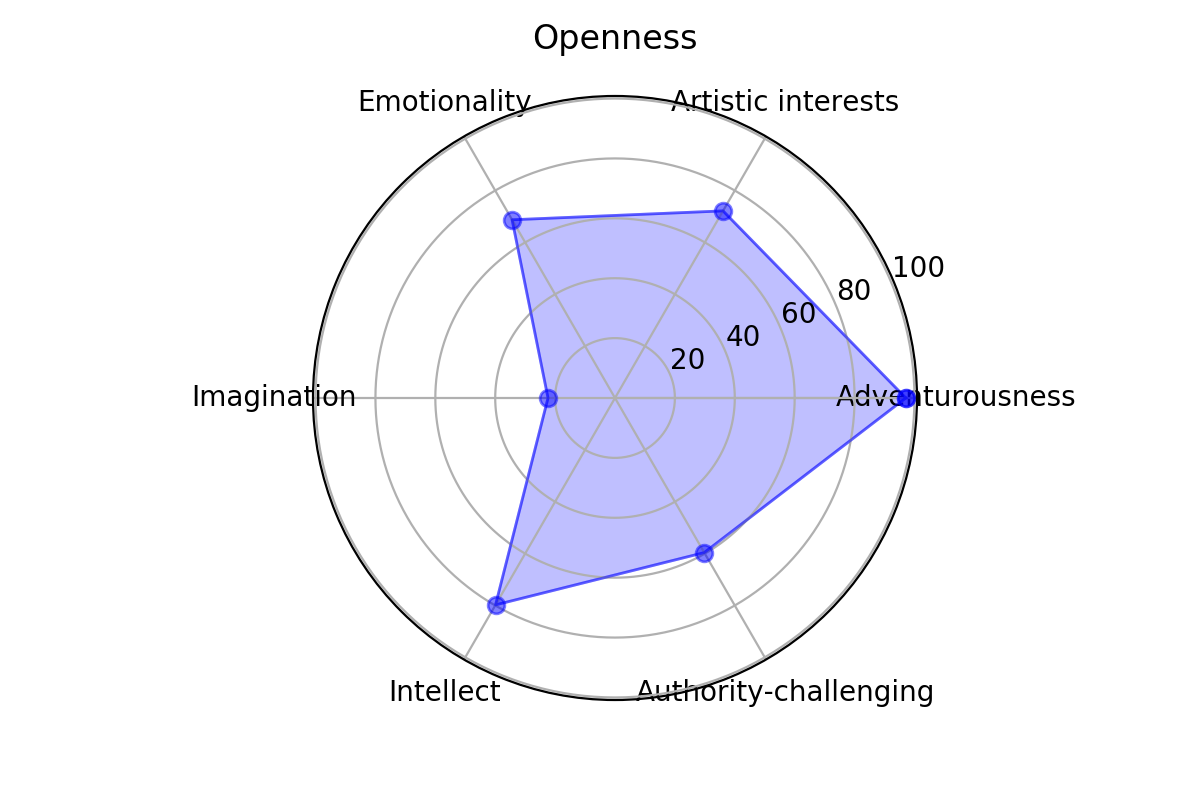 Openness
Emotionality
Artistic interests
100
80
60
40
20
Imagination
Adventurousness
Intellect
Authority-challenging